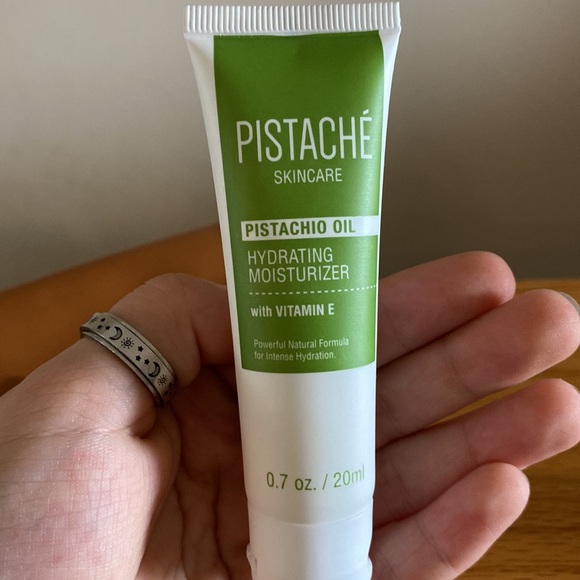 PISTACHÉ
SKINCARE
PISTACHIO OIL
HYDRATING
MOISTURIZER
with VITAMIN E
Powerful Natural Formula
for Intense Hydration.
0.7 oz. / 20ml